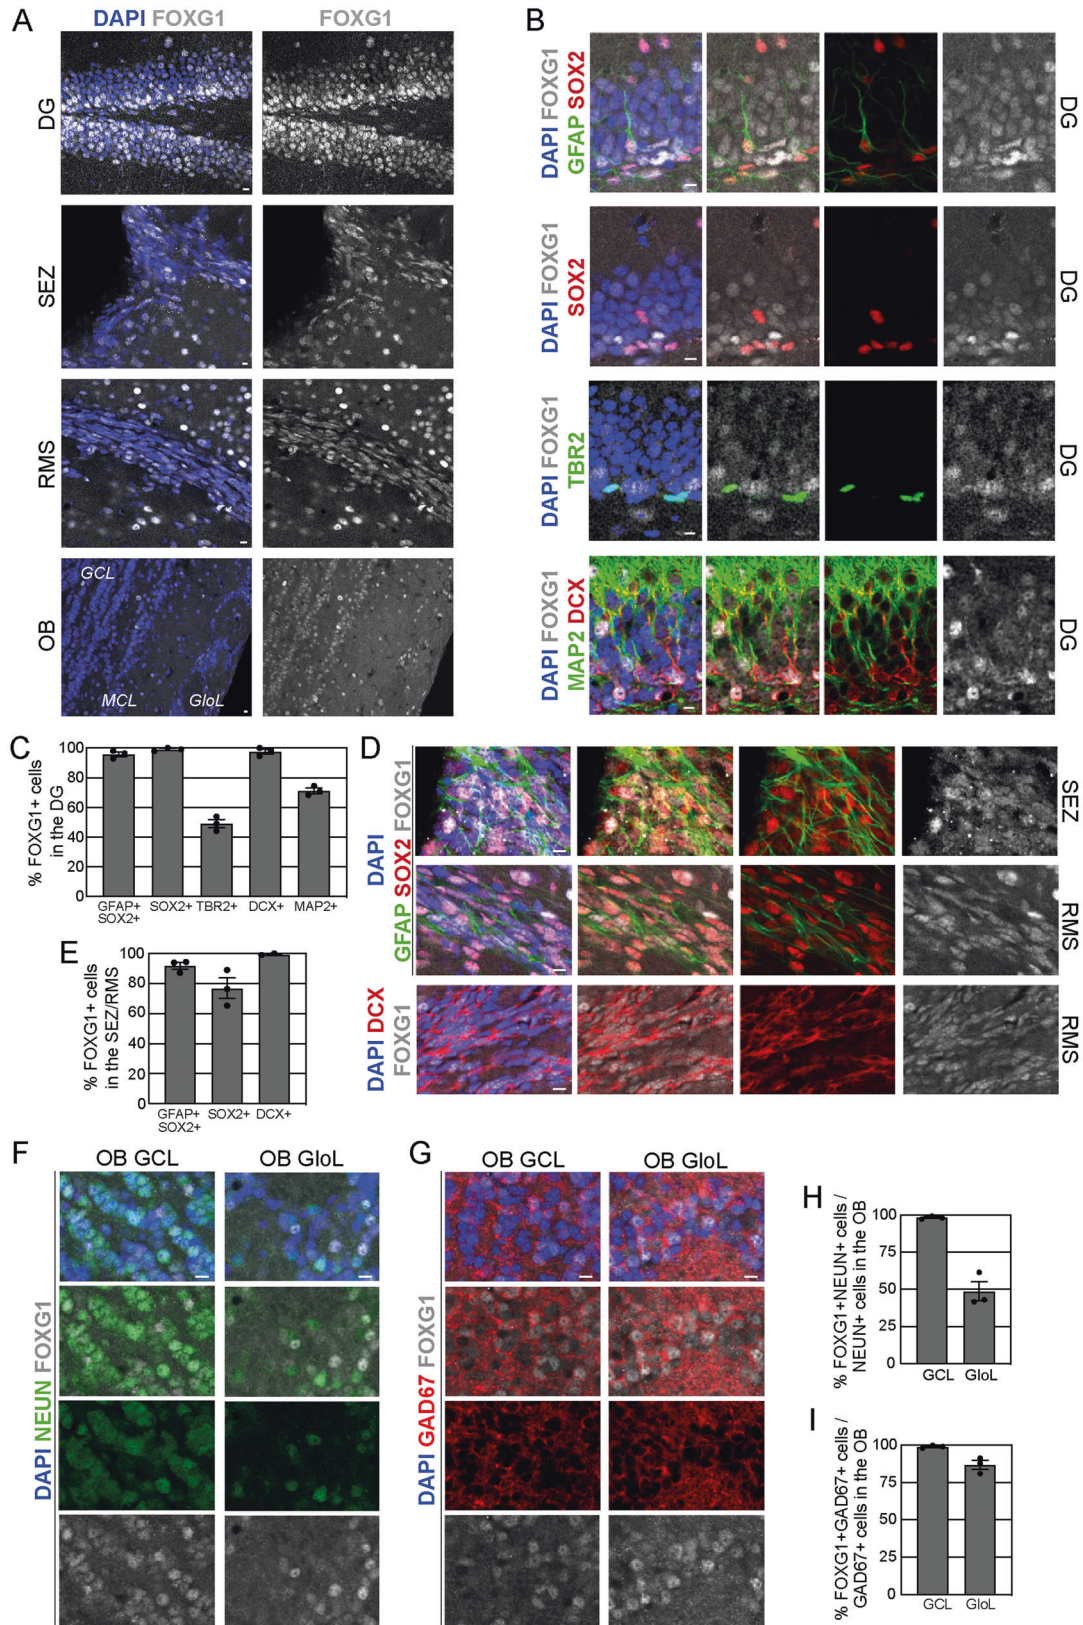 A
DAPI FOXG1
FOXG1
DG
SEZ
RMS
OB
GCL
MCL
GloL
B
DAPI FOXG1
GFAP SOX2
DG
DAPI FOXG1
SOX2
DG
DAPI FOXG1
TBR2
DG
DAPI FOXG1
MAP2 DCX
DG
C
% FOXG1+ cells
in the DG
100
80
60
40
20
0
GFAP+
SOX2+
SOX2+
TBR2+
DCX+
MAP2+
D
DAPI
GFAP SOX2 FOXG1
SEZ
RMS
DAPI DCX
FOXG1
RMS
E
% FOXG1+ cells
in the SEZ/RMS
100
80
60
40
20
0
GFAP+
SOX2+
SOX2+
DCX+
F
OB GCL
OB GloL
DAPI NEUN FOXG1
G
OB GCL
OB GloL
DAPI GAD67 FOXG1
H
% FOXG1+NEUN+ cells /
NEUN+ cells in the OB
100
75
50
25
0
GCL
GloL
I
% FOXG1+GAD67+ cells /
GAD67+ cells in the OB
100
75
50
25
0
GCL
GloL